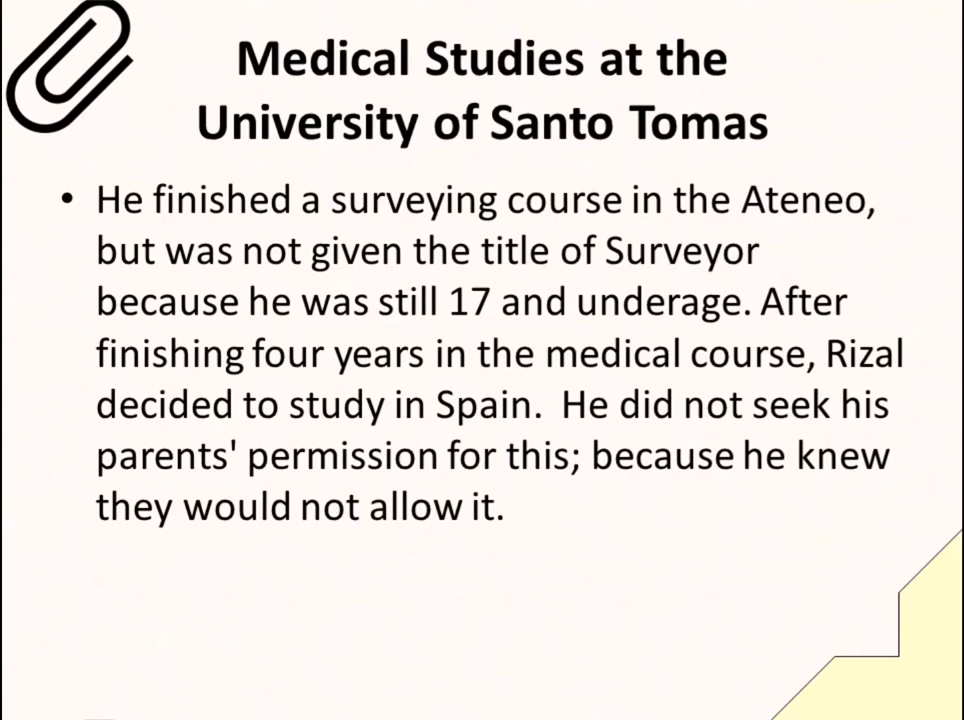 Medical Studies at the
University of Santo Tomas
• He finished a surveying course in the Ateneo,
but was not given the title of Surveyor
because he was still 17 and underage. After
finishing four years in the medical course, Rizal
decided to study in Spain.  He did not seek his
parents' permission for this; because he knew
they would not allow it.